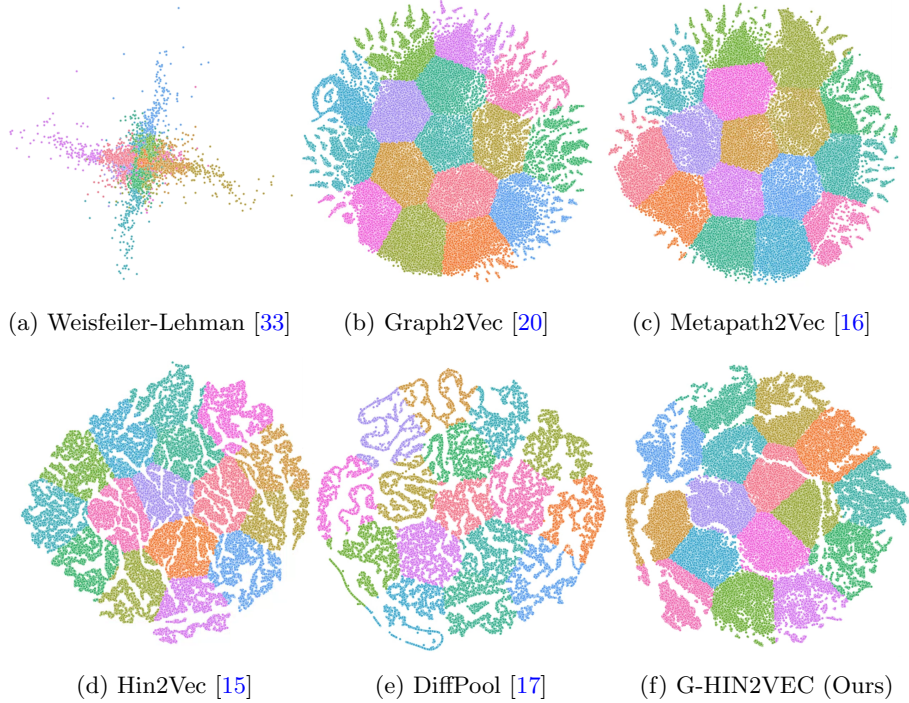 (a) Weisfeiler-Lehman [33]
(b) Graph2Vec [20]
(c) Metapath2Vec [16]
(d) Hin2Vec [15]
(e) DiffPool [17]
(f) G-HIN2VEC (Ours)